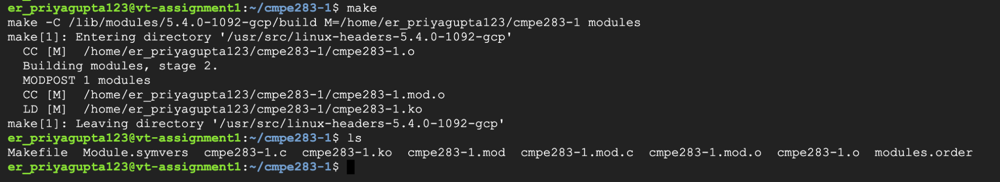 er_priyagupta123@vt-assignment1:~/cmpe283-1$ make
make -C /lib/modules/5.4.0-1092-gcp/build M=/home/er_priyagupta123/cmpe283-1 modules
make[1]: Entering directory '/usr/src/linux-headers-5.4.0-1092-gcp'
  CC [M]  /home/er_priyagupta123/cmpe283-1/cmpe283-1.o
  Building modules, stage 2.
  MODPOST 1 modules
  CC [M]  /home/er_priyagupta123/cmpe283-1/cmpe283-1.mod.o
  LD [M]  /home/er_priyagupta123/cmpe283-1/cmpe283-1.ko
make[1]: Leaving directory '/usr/src/linux-headers-5.4.0-1092-gcp'
er_priyagupta123@vt-assignment1:~/cmpe283-1$ ls
Makefile  Module.symvers  cmpe283-1.c  cmpe283-1.ko  cmpe283-1.mod  cmpe283-1.mod.c  cmpe283-1.mod.o  cmpe283-1.o  modules.order
er_priyagupta123@vt-assignment1:~/cmpe283-1$